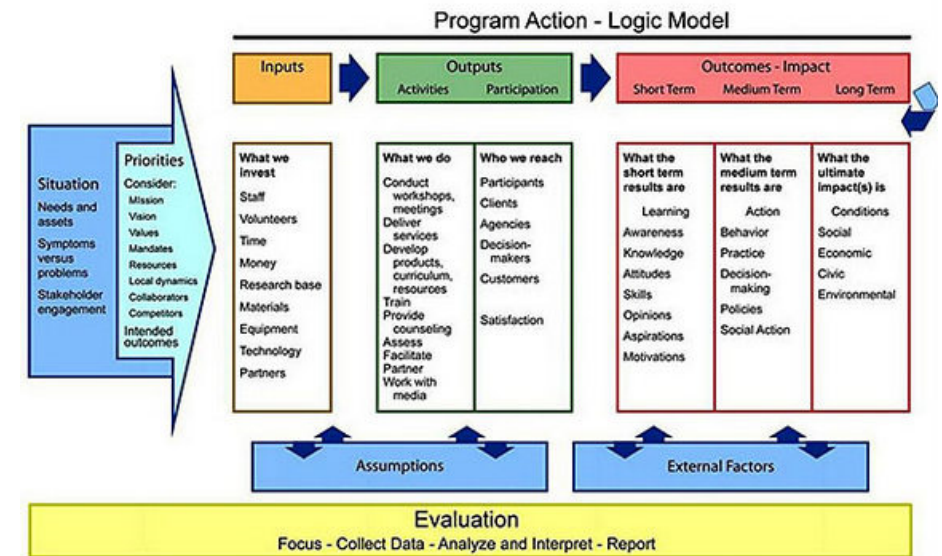 Program Action - Logic Model
Inputs
Outputs
Activities Participation
Outcomes - Impact
Short Term Medium Term Long Term
Situation
Needs and
assets
Symptoms
versus
problems
Stakeholder
engagement
Priorities
Consider:
Mission
Vision
Values
Mandates
Resources
Local dynamics
Collaborators
Competitors
Intended
outcomes
What we
invest
Staff
Volunteers
Time
Money
Research base
Materials
Equipment
Technology
Partners
What we do
Conduct
workshops,
meetings
Deliver
services
Develop
products,
curriculum,
resources
Train
Provide
counseling
Assess
Facilitate
Partner
Work with
media
Who we reach
Participants
Clients
Agencies
Decision-
makers
Customers
Satisfaction
What the
short term
results are
Learning
Awareness
Knowledge
Attitudes
Skills
Opinions
Aspirations
Motivations
What the
medium term
results are
Action
Behavior
Practice
Decision-
making
Policies
Social Action
What the
ultimate
impact(s) is
Conditions
Social
Economic
Civic
Environmental
Assumptions
External Factors
Evaluation
Focus - Collect Data - Analyze and Interpret - Report